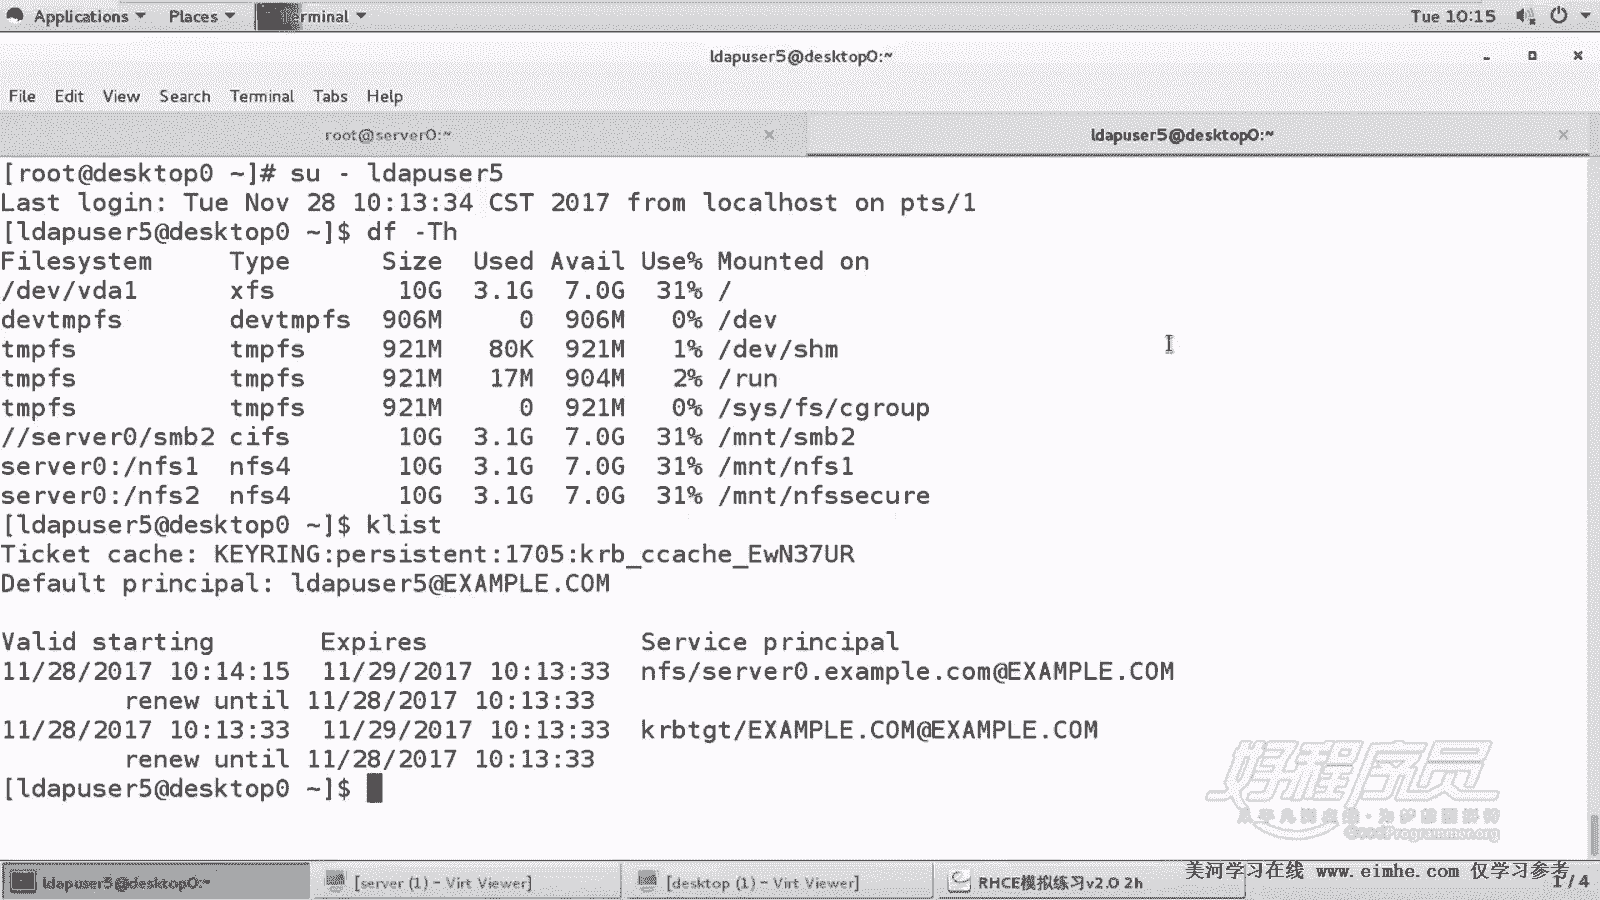 Applications Places Terminal Tue 10:15
ldapuser5@desktop0:~
File Edit View Search Terminal Tabs Help
root@server0:~ ldapuser5@desktop0:~
[root@desktop0 ~]# su - ldapuser5
Last login: Tue Nov 28 10:13:34 CST 2017 from localhost on pts/1
[ldapuser5@desktop0 ~]$ df -Th
Filesystem Type Size Used Avail Use% Mounted on
/dev/vda1 xfs 10G 3.1G 7.0G 31% /
devtmpfs devtmpfs 906M 0 906M 0% /dev
tmpfs tmpfs 921M 80K 921M 1% /dev/shm
tmpfs tmpfs 921M 17M 904M 2% /run
tmpfs tmpfs 921M 0 921M 0% /sys/fs/cgroup
//server0/smb2 cifs 10G 3.1G 7.0G 31% /mnt/smb2
server0:/nfs1 nfs4 10G 3.1G 7.0G 31% /mnt/nfs1
server0:/nfs2 nfs4 10G 3.1G 7.0G 31% /mnt/nfssecure
[ldapuser5@desktop0 ~]$ klist
Ticket cache: KEYRING:persistent:1705:krb_ccache_EwN37UR
Default principal: ldapuser5@EXAMPLE.COM
Valid starting Expires Service principal
11/28/2017 10:14:15 11/29/2017 10:13:33 nfs/server0.example.com@EXAMPLE.COM
renew until 11/28/2017 10:13:33
11/28/2017 10:13:33 11/29/2017 10:13:33 krbtgt/EXAMPLE.COM@EXAMPLE.COM
renew until 11/28/2017 10:13:33
[ldapuser5@desktop0 ~]$
好程序员
GoodProgrammer.org
ldapuser5@desktop0:~ [server (1) - Virt Viewer] [desktop (1) - Virt Viewer] RHCE模拟练习v2.0 2h 1 / 4
美河学习在线 www.eimhe.com 仅学习参考